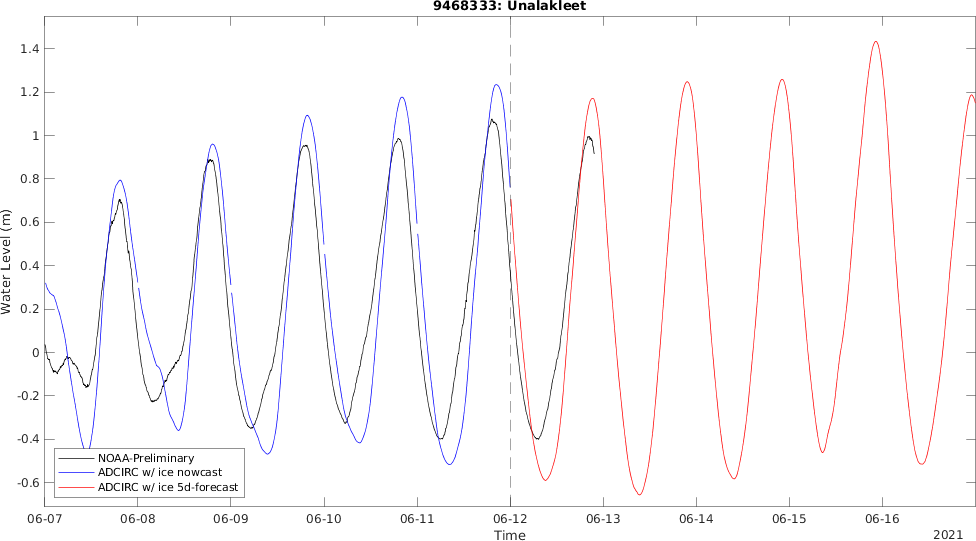 9468333: Unalakleet
Water Level (m)
1.4
1.2
1
0.8
0.6
0.4
0.2
0
-0.2
-0.4
-0.6
NOAA-Preliminary
ADCIRC w/ ice nowcast
ADCIRC w/ ice 5d-forecast
06-07 06-08 06-09 06-10 06-11 06-12 06-13 06-14 06-15 06-16
Time
2021